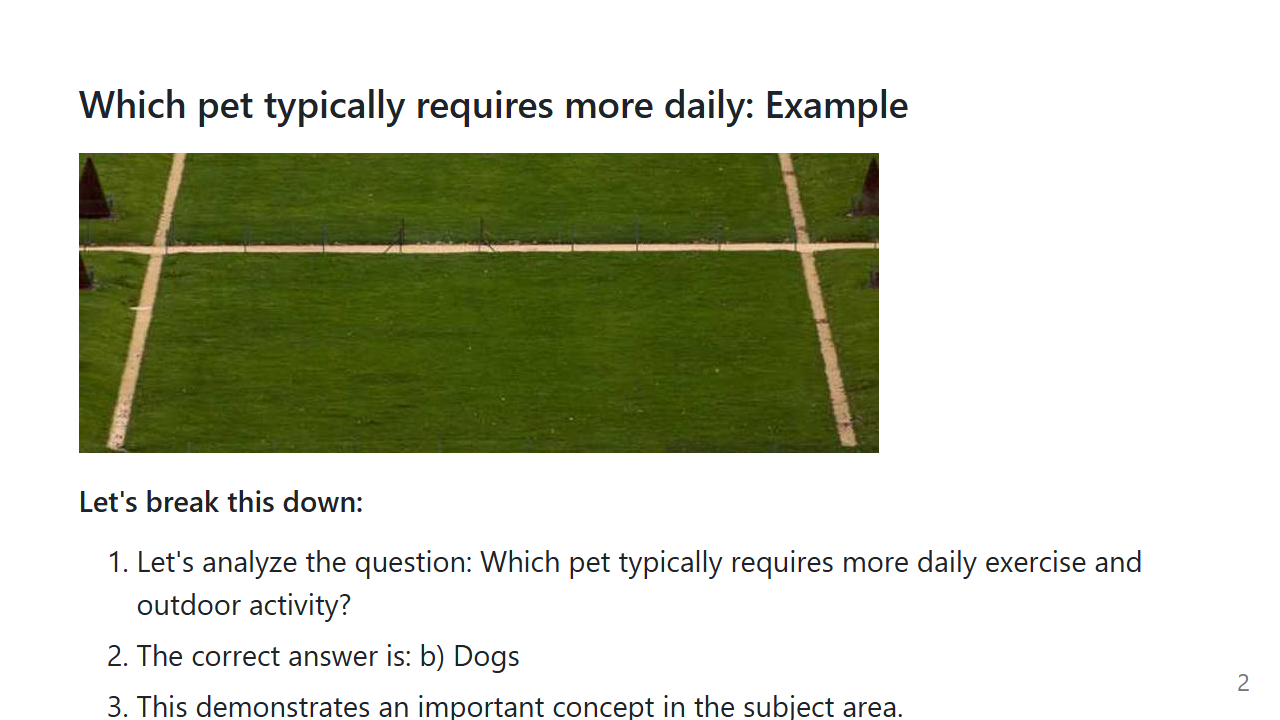 Which pet typically requires more daily: Example
Let's break this down:
1. Let's analyze the question: Which pet typically requires more daily exercise and
outdoor activity?
2. The correct answer is: b) Dogs
3. This demonstrates an important concept in the subject area.
2